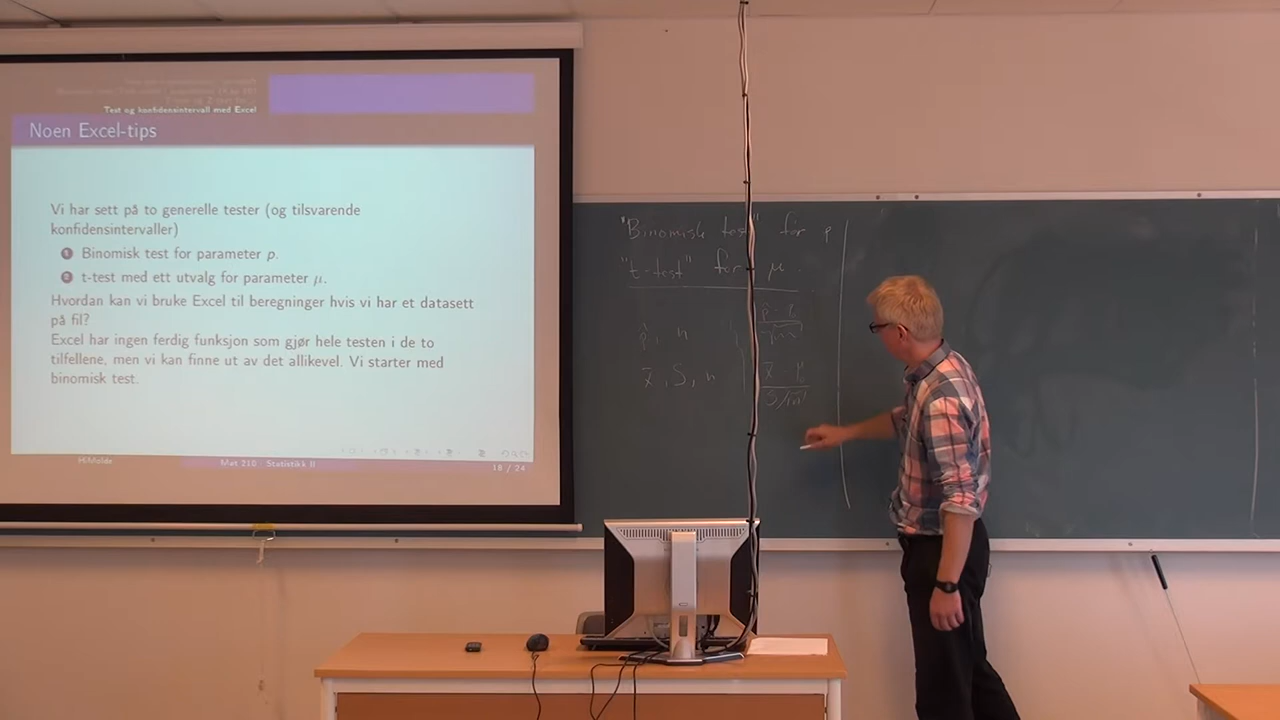 Test og konfidensintervall med Excel
Noen Excel-tips
Vi har sett på to generelle tester (og tilsvarende
konfidensintervaller)
1 Binomisk test for parameter p.
2 t-test med ett utvalg for parameter μ.
Hvordan kan vi bruke Excel til beregninger hvis vi har et datasett
på fil?
Excel har ingen ferdig funksjon som gjør hele testen i de to
tilfellene, men vi kan finne ut av det allikevel. Vi starter med
binomisk test.
HiMolde
Mat 210 : Statistikk II
18 / 24
"Binomisk test" for p
"t-test" for μ.
p̂, n
x̄, S, n